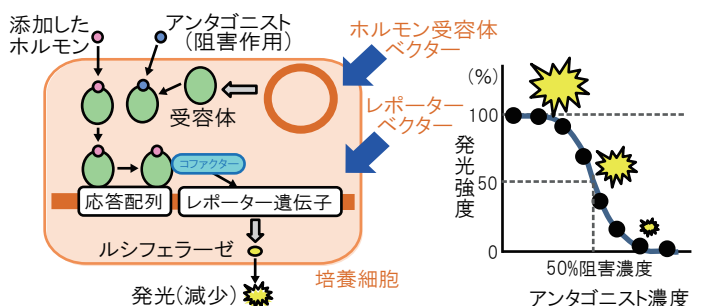 添加した
ホルモン
アンタゴニスト
(阻害作用)
ホルモン受容体
ベクター
受容体
レポーター
ベクター
コファクター
応答配列
レポーター遺伝子
ルシフェラーゼ
培養細胞
発光(減少)
(%)
100
発光強度
50
0
50%阻害濃度
アンタゴニスト濃度